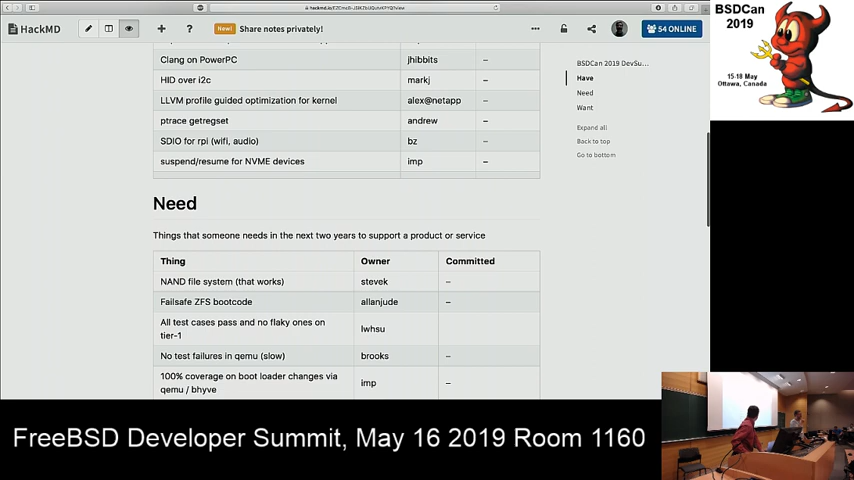 hackmd.io
HackMD
New!
Share notes privately!
54 ONLINE
BSDCan
2019
15-18 May
Ottawa, Canada
Clang on PowerPC jhibbits –
HID over i2c markj –
LLVM profile guided optimization for kernel alex@netapp –
ptrace getregset andrew –
SDIO for rpi (wifi, audio) bz –
suspend/resume for NVME devices imp –
BSDCan 2019 DevSu...
Have
Need
Want
Expand all
Back to top
Go to bottom
Need
Things that someone needs in the next two years to support a product or service
Thing Owner Committed
NAND file system (that works) stevek –
Failsafe ZFS bootcode allanjude –
All test cases pass and no flaky ones on
tier-1 lwhsu
No test failures in qemu (slow) brooks –
100% coverage on boot loader changes via
qemu / bhyve imp –
FreeBSD Developer Summit, May 16 2019 Room 1160